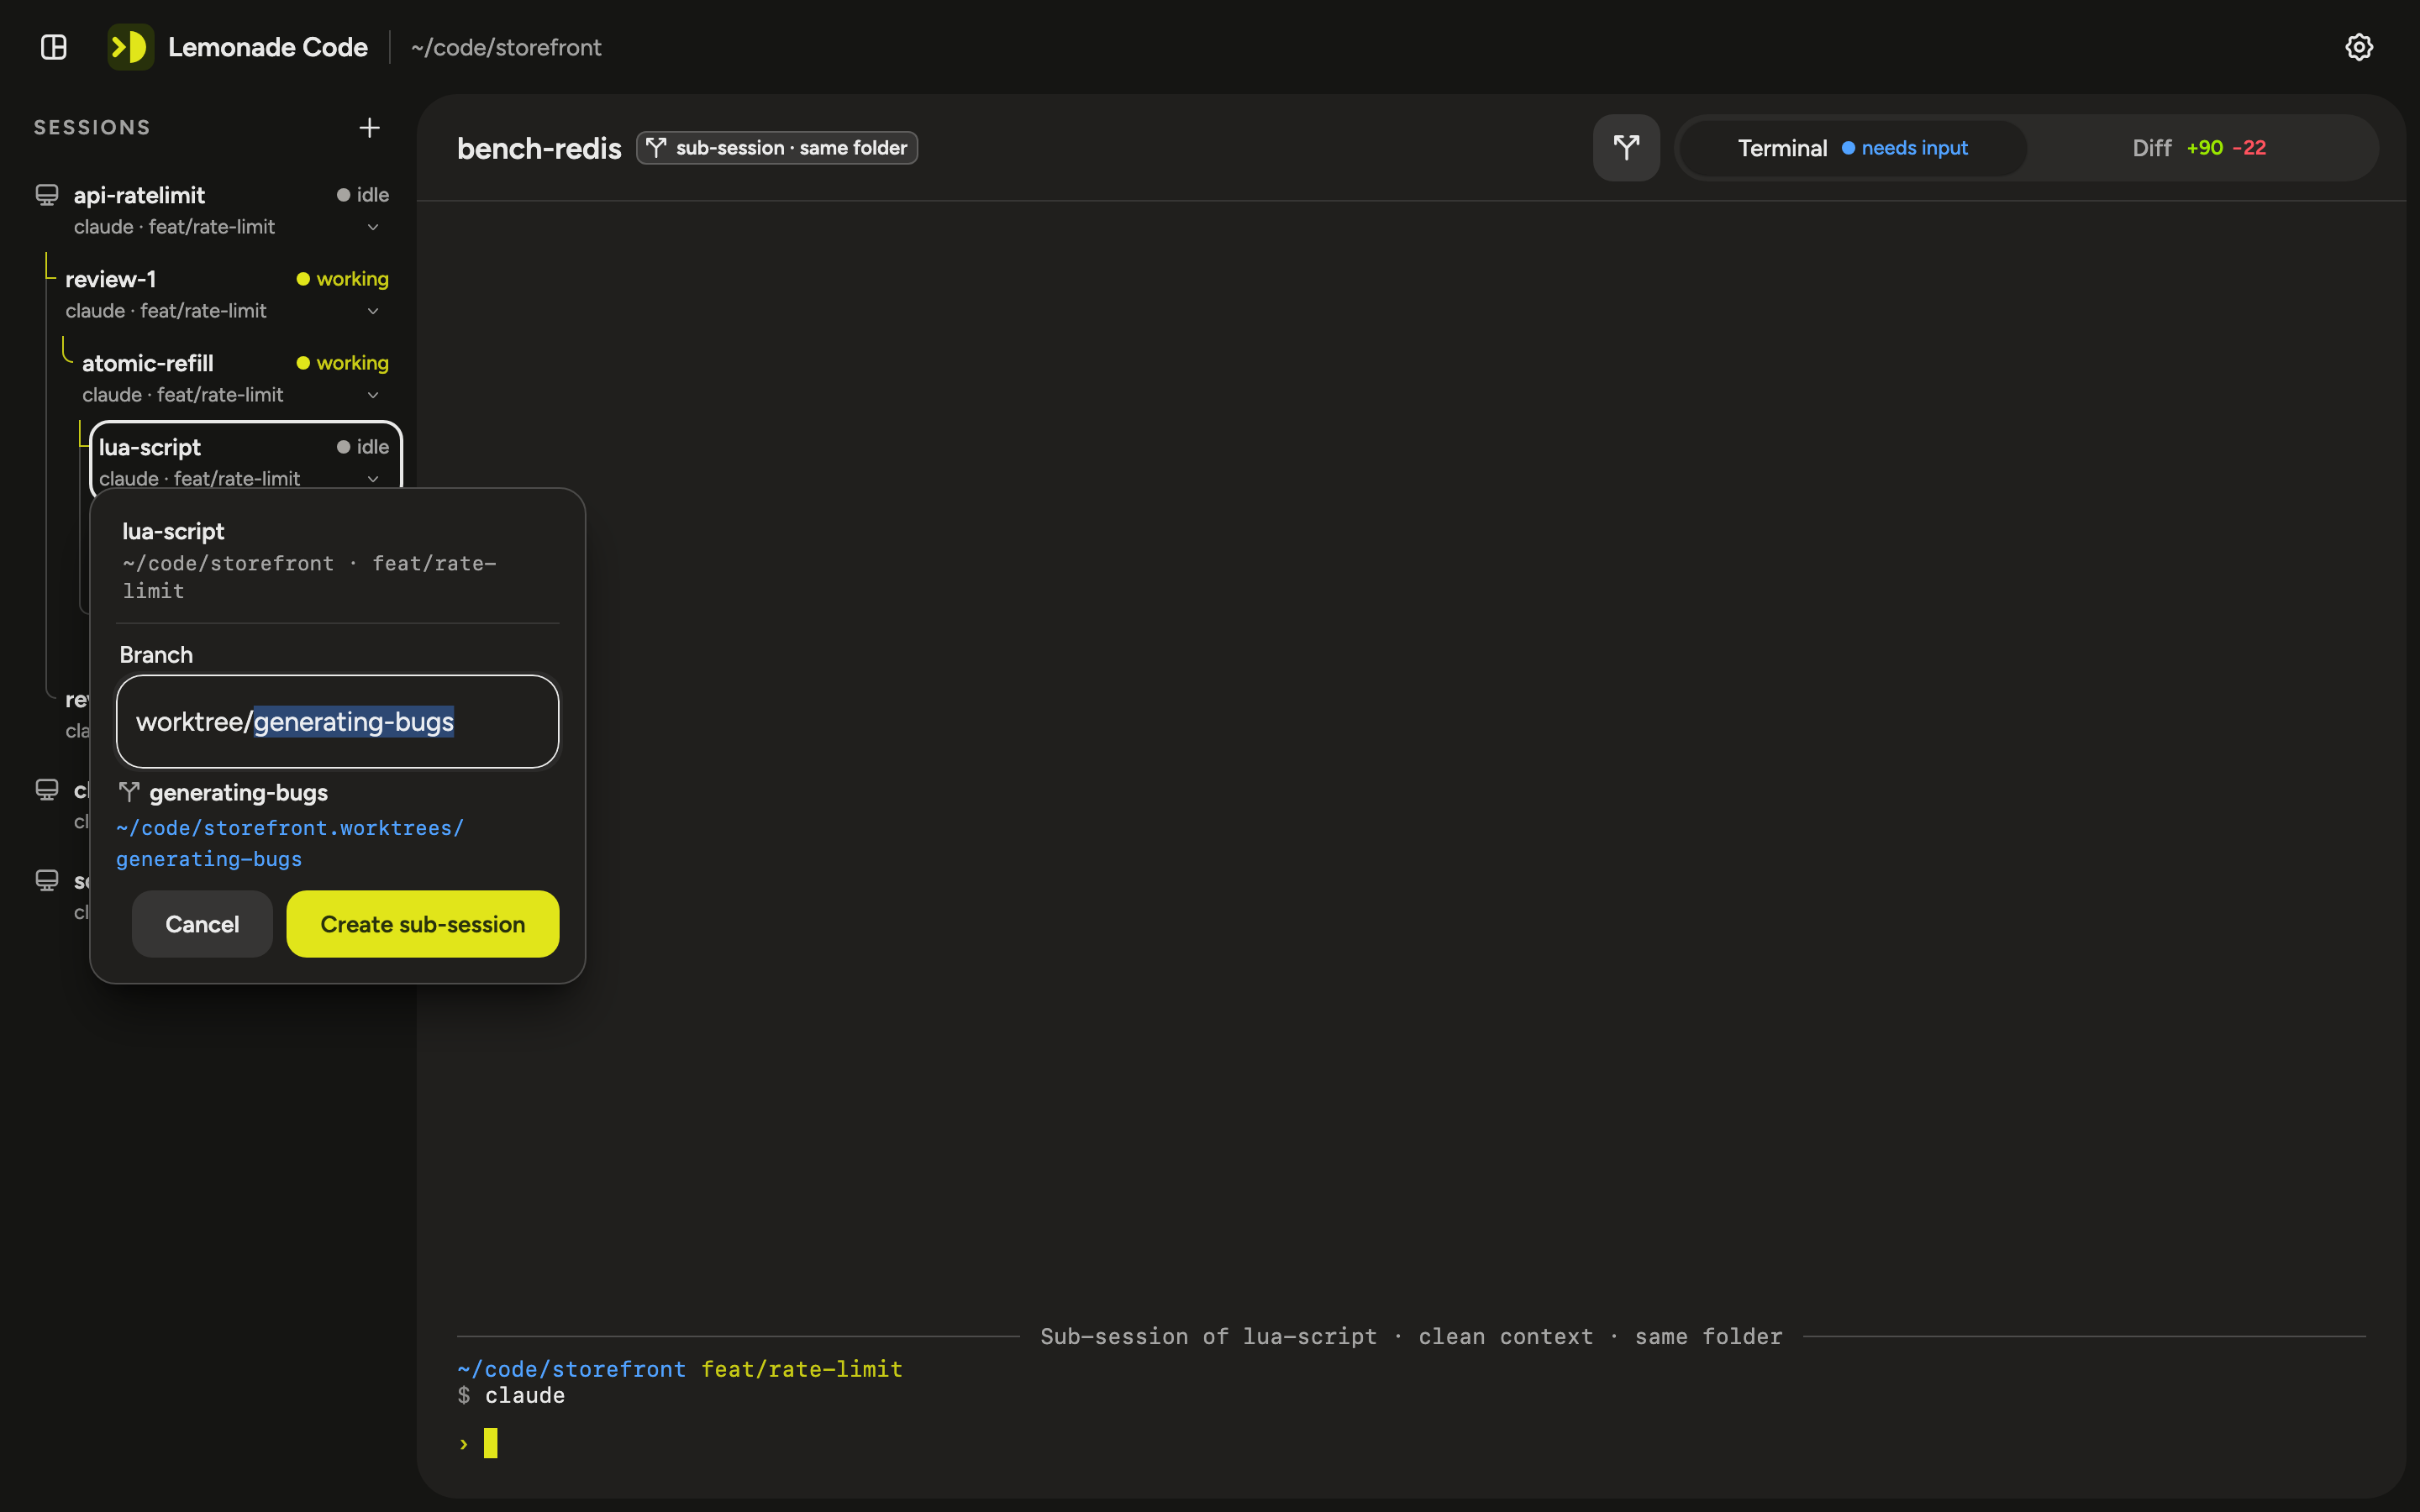 Lemonade Code
~/code/storefront
SESSIONS
api-ratelimit
idle
claude · feat/rate-limit
review-1
working
claude · feat/rate-limit
atomic-refill
working
claude · feat/rate-limit
lua-script
idle
claude · feat/rate-limit
lua-script
~/code/storefront · feat/rate-
limit
Branch
worktree/generating-bugs
generating-bugs
~/code/storefront.worktrees/
generating-bugs
Cancel
Create sub-session
bench-redis
sub-session · same folder
Terminal
needs input
Diff +90 -22
Sub-session of lua-script · clean context · same folder
~/code/storefront feat/rate-limit
$ claude
›